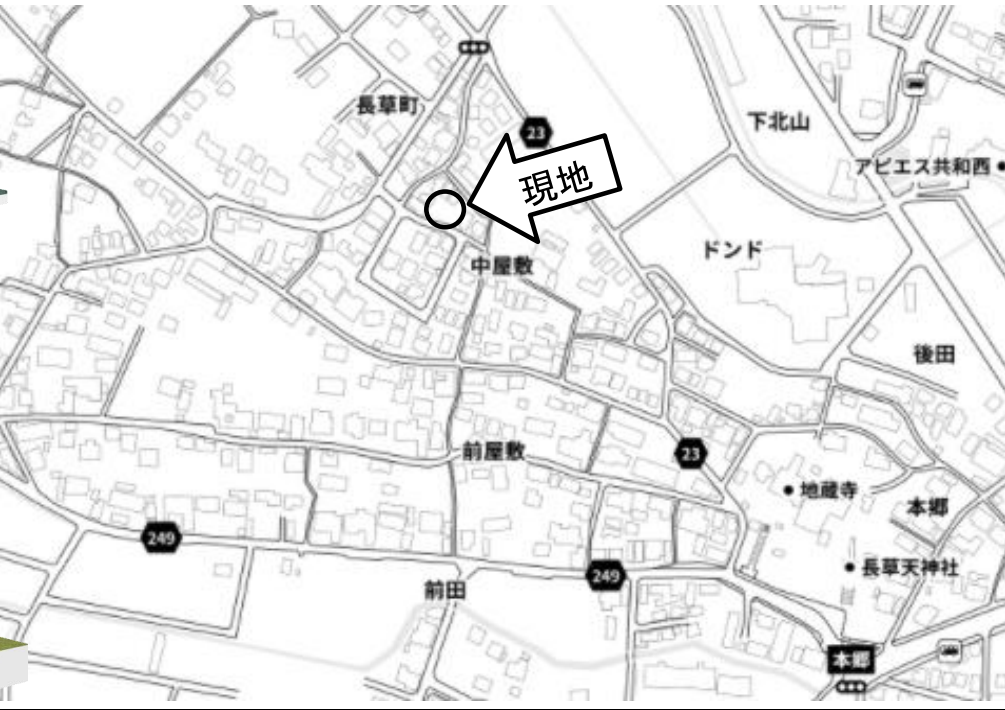 長草町
23
下北山
アピエス共和西
現地
ドンド
中屋敷
後田
前屋敷
23
地蔵寺
本郷
249
長草天神社
249
前田
本郷